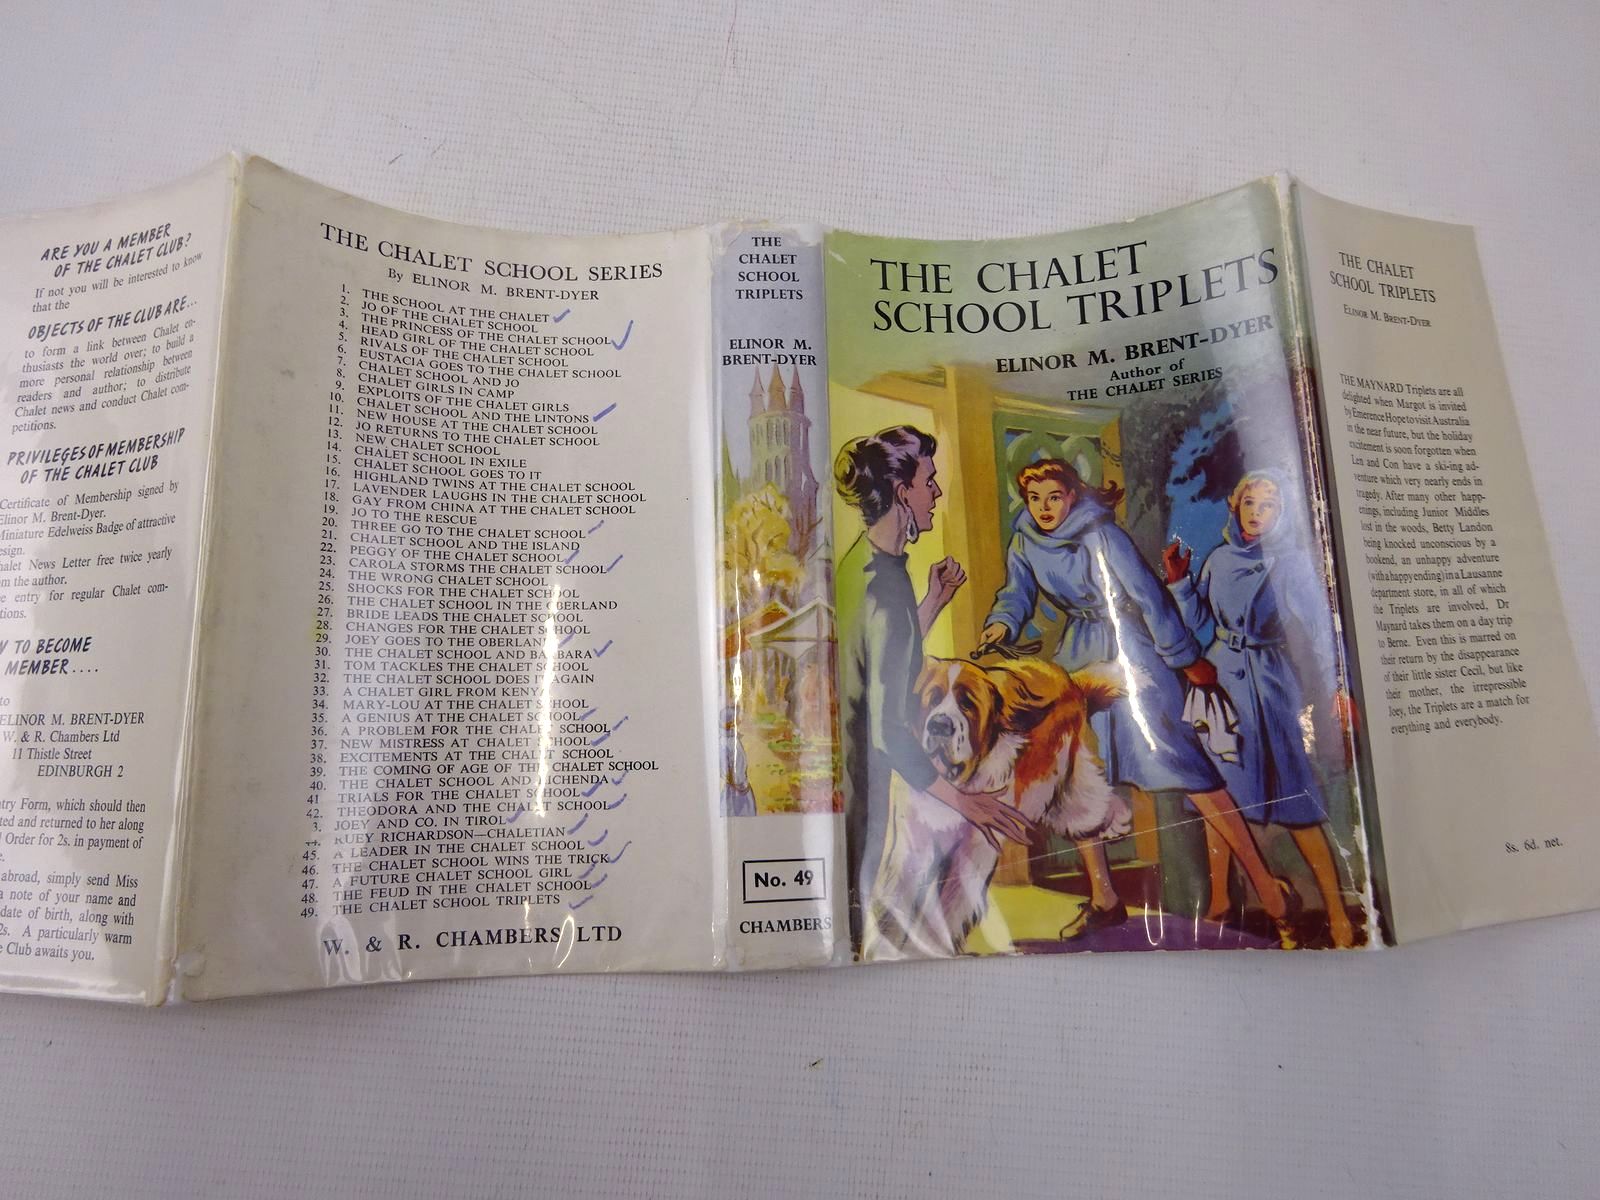 ARE YOU A MEMBER
OF THE CHALET CLUB?
If not you will be interested to know
that the
OBJECTS OF THE CLUB ARE...
to form a link between Chalet en-
thusiasts the world over; to build a
more personal relationship between
readers and author; to distribute
Chalet news and conduct Chalet com-
petitions.
PRIVILEGES OF MEMBERSHIP
OF THE CHALET CLUB
Certificate of Membership signed by
Elinor M. Brent-Dyer.
Miniature Edelweiss Badge of attractive
esign.
halet News Letter free twice yearly
om the author.
e entry for regular Chalet com-
tions.
W TO BECOME
MEMBER....
to
ELINOR M. BRENT-DYER
W. & R. Chambers Ltd
11 Thistle Street
EDINBURGH 2
ntry Form, which should then
ted and returned to her along
l Order for 2s. in payment of
e.
abroad, simply send Miss
a note of your name and
date of birth, along with
2s. A particularly warm
e Club awaits you.
THE CHALET SCHOOL SERIES
By ELINOR M. BRENT-DYER
1. THE SCHOOL AT THE CHALET
2. JO OF THE CHALET SCHOOL
3. THE PRINCESS OF THE CHALET SCHOOL
4. HEAD GIRL OF THE CHALET SCHOOL
5. RIVALS OF THE CHALET SCHOOL
6. EUSTACIA GOES TO THE CHALET SCHOOL
7. CHALET SCHOOL AND JO
8. CHALET GIRLS IN CAMP
9. EXPLOITS OF THE CHALET GIRLS
10. CHALET SCHOOL AND THE LINTONS
11. NEW HOUSE AT THE CHALET SCHOOL
12. JO RETURNS TO THE CHALET SCHOOL
13. NEW CHALET SCHOOL
14. CHALET SCHOOL IN EXILE
15. CHALET SCHOOL GOES TO IT
16. HIGHLAND TWINS AT THE CHALET SCHOOL
17. LAVENDER LAUGHS IN THE CHALET SCHOOL
18. GAY FROM CHINA AT THE CHALET SCHOOL
19. JO TO THE RESCUE
20. THREE GO TO THE CHALET SCHOOL
21. CHALET SCHOOL AND THE ISLAND
22. PEGGY OF THE CHALET SCHOOL
23. CAROLA STORMS THE CHALET SCHOOL
24. THE WRONG CHALET SCHOOL
25. SHOCKS FOR THE CHALET SCHOOL
26. THE CHALET SCHOOL IN THE OBERLAND
27. BRIDE LEADS THE CHALET SCHOOL
28. CHANGES FOR THE CHALET SCHOOL
29. JOEY GOES TO THE OBERLAND
30. THE CHALET SCHOOL AND BARBARA
31. TOM TACKLES THE CHALET SCHOOL
32. THE CHALET SCHOOL DOES IT AGAIN
33. A CHALET GIRL FROM KENYA
34. MARY-LOU AT THE CHALET SCHOOL
35. A GENIUS AT THE CHALET SCHOOL
36. A PROBLEM FOR THE CHALET SCHOOL
37. NEW MISTRESS AT CHALET SCHOOL
38. EXCITEMENTS AT THE CHALET SCHOOL
39. THE COMING OF AGE OF THE CHALET SCHOOL
40. THE CHALET SCHOOL AND RICHENDA
41. TRIALS FOR THE CHALET SCHOOL
42. THEODORA AND THE CHALET SCHOOL
3. JOEY AND CO. IN TIROL
44. RUEY RICHARDSON—CHALETIAN
45. A LEADER IN THE CHALET SCHOOL
46. THE CHALET SCHOOL WINS THE TRICK
47. A FUTURE CHALET SCHOOL GIRL
48. THE FEUD IN THE CHALET SCHOOL
49. THE CHALET SCHOOL TRIPLETS
W. & R. CHAMBERS LTD
THE
CHALET
SCHOOL
TRIPLETS
ELINOR M.
BRENT-DYER
No. 49
CHAMBERS
THE CHALET
SCHOOL TRIPLETS
ELINOR M. BRENT-DYER
Author of
THE CHALET SERIES
THE CHALET
SCHOOL TRIPLETS
ELINOR M. BRENT-DYER
THE MAYNARD Triplets are all
delighted when Margot is invited
by Emerence Hope to visit Australia
in the near future, but the holiday
excitement is soon forgotten when
Len and Con have a ski-ing ad-
venture which very nearly ends in
tragedy. After many other happ-
enings, including Junior Middles
lost in the woods, Betty Landon
being knocked unconscious by a
bookend, an unhappy adventure
(with a happy ending) in a Lausanne
department store, in all of which
the Triplets are involved, Dr
Maynard takes them on a day trip
to Berne. Even this is marred on
their return by the disappearance
of their little sister Cecil, but like
their mother, the irrepressible
Joey, the Triplets are a match for
everything and everybody.
8s. 6d. net.